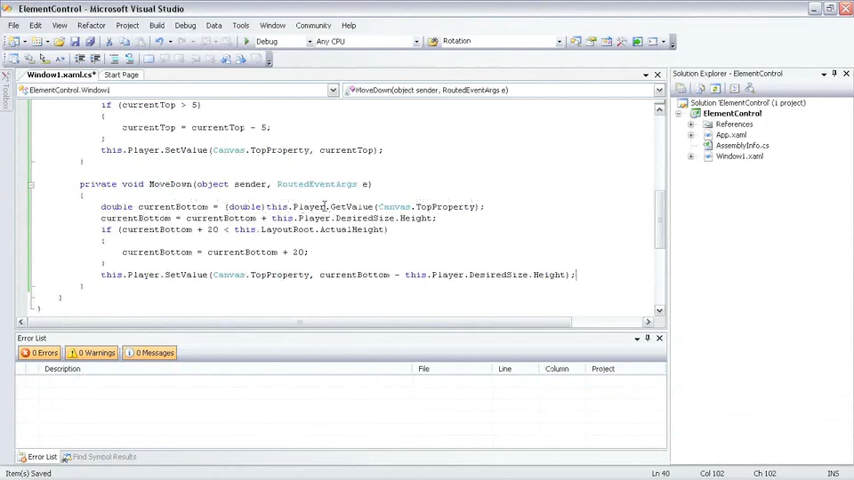 ElementControl - Microsoft Visual Studio
File Edit View Refactor Project Build Debug Data Tools Window Community Help
Debug Any CPU Rotation
Window1.xaml.cs* Start Page
ElementControl.Window1 MoveDown(object sender, RoutedEventArgs e)
if (currentTop > 5)
{
currentTop = currentTop - 5;
}
this.Player.SetValue(Canvas.TopProperty, currentTop);
}
private void MoveDown(object sender, RoutedEventArgs e)
{
double currentBottom = (double)this.Player.GetValue(Canvas.TopProperty);
currentBottom = currentBottom + this.Player.DesiredSize.Height;
if (currentBottom + 20 < this.LayoutRoot.ActualHeight)
{
currentBottom = currentBottom + 20;
}
this.Player.SetValue(Canvas.TopProperty, currentBottom - this.Player.DesiredSize.Height);
}
}
}
Toolbox
Solution Explorer - ElementControl
Solution 'ElementControl' (1 project)
ElementControl
References
App.xaml
AssemblyInfo.cs
Window1.xaml
Error List
0 Errors 0 Warnings 0 Messages
Description File Line Column Project
Error List Find Symbol Results
Item(s) Saved Ln 40 Col 102 Ch 102 INS